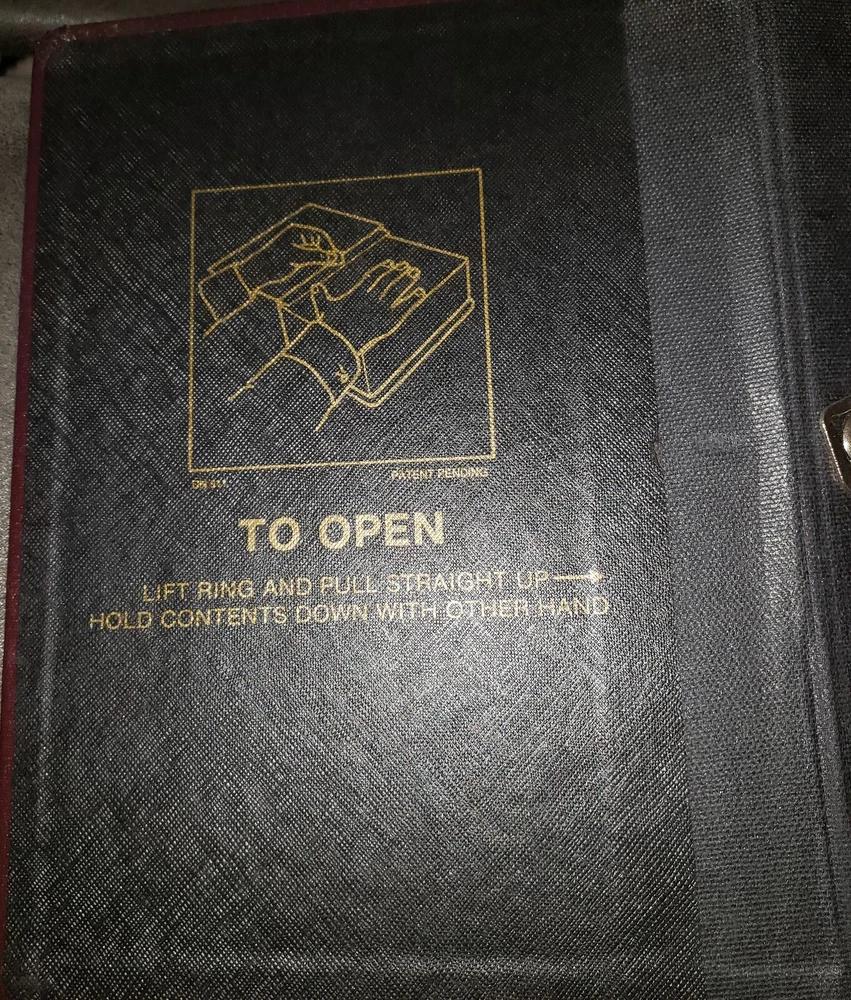 PATENT PENDING
TO OPEN
LIFT RING AND PULL STRAIGHT UP
HOLD CONTENTS DOWN WITH OTHER HAND